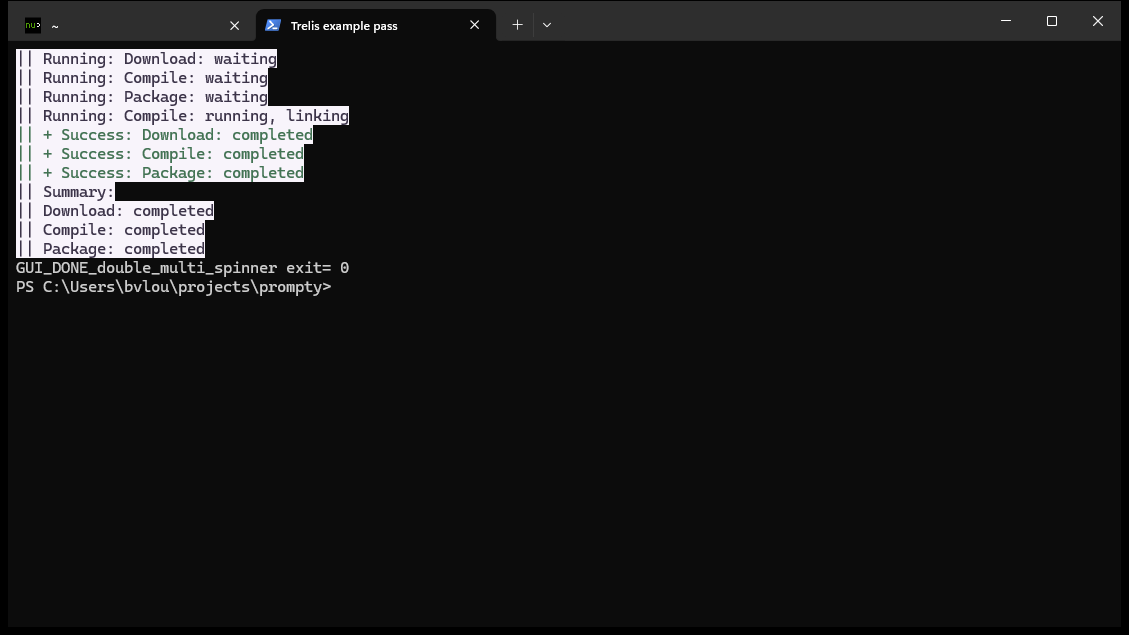 nu>
~
Trelis example pass
|| Running: Download: waiting
|| Running: Compile: waiting
|| Running: Package: waiting
|| Running: Compile: running, linking
|| + Success: Download: completed
|| + Success: Compile: completed
|| + Success: Package: completed
|| Summary:
|| Download: completed
|| Compile: completed
|| Package: completed
GUI_DONE_double_multi_spinner exit= 0
PS C:\Users\bvlou\projects\prompty>